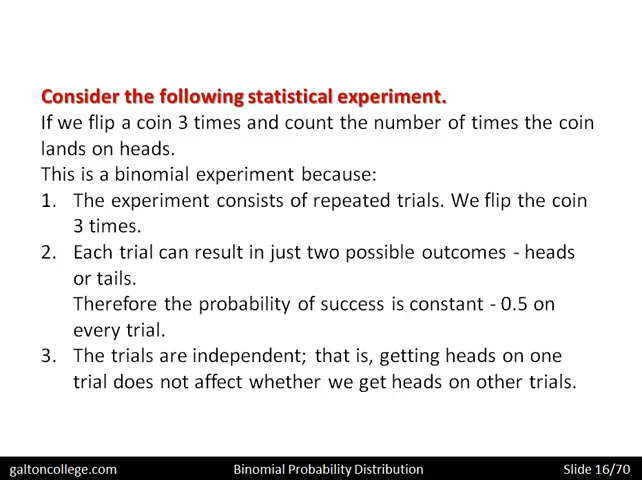 Consider the following statistical experiment.
If we flip a coin 3 times and count the number of times the coin
lands on heads.
This is a binomial experiment because:
1. The experiment consists of repeated trials. We flip the coin
3 times.
2. Each trial can result in just two possible outcomes - heads
or tails.
Therefore the probability of success is constant - 0.5 on
every trial.
3. The trials are independent; that is, getting heads on one
trial does not affect whether we get heads on other trials.
galtoncollege.com Binomial Probability Distribution Slide 16/70